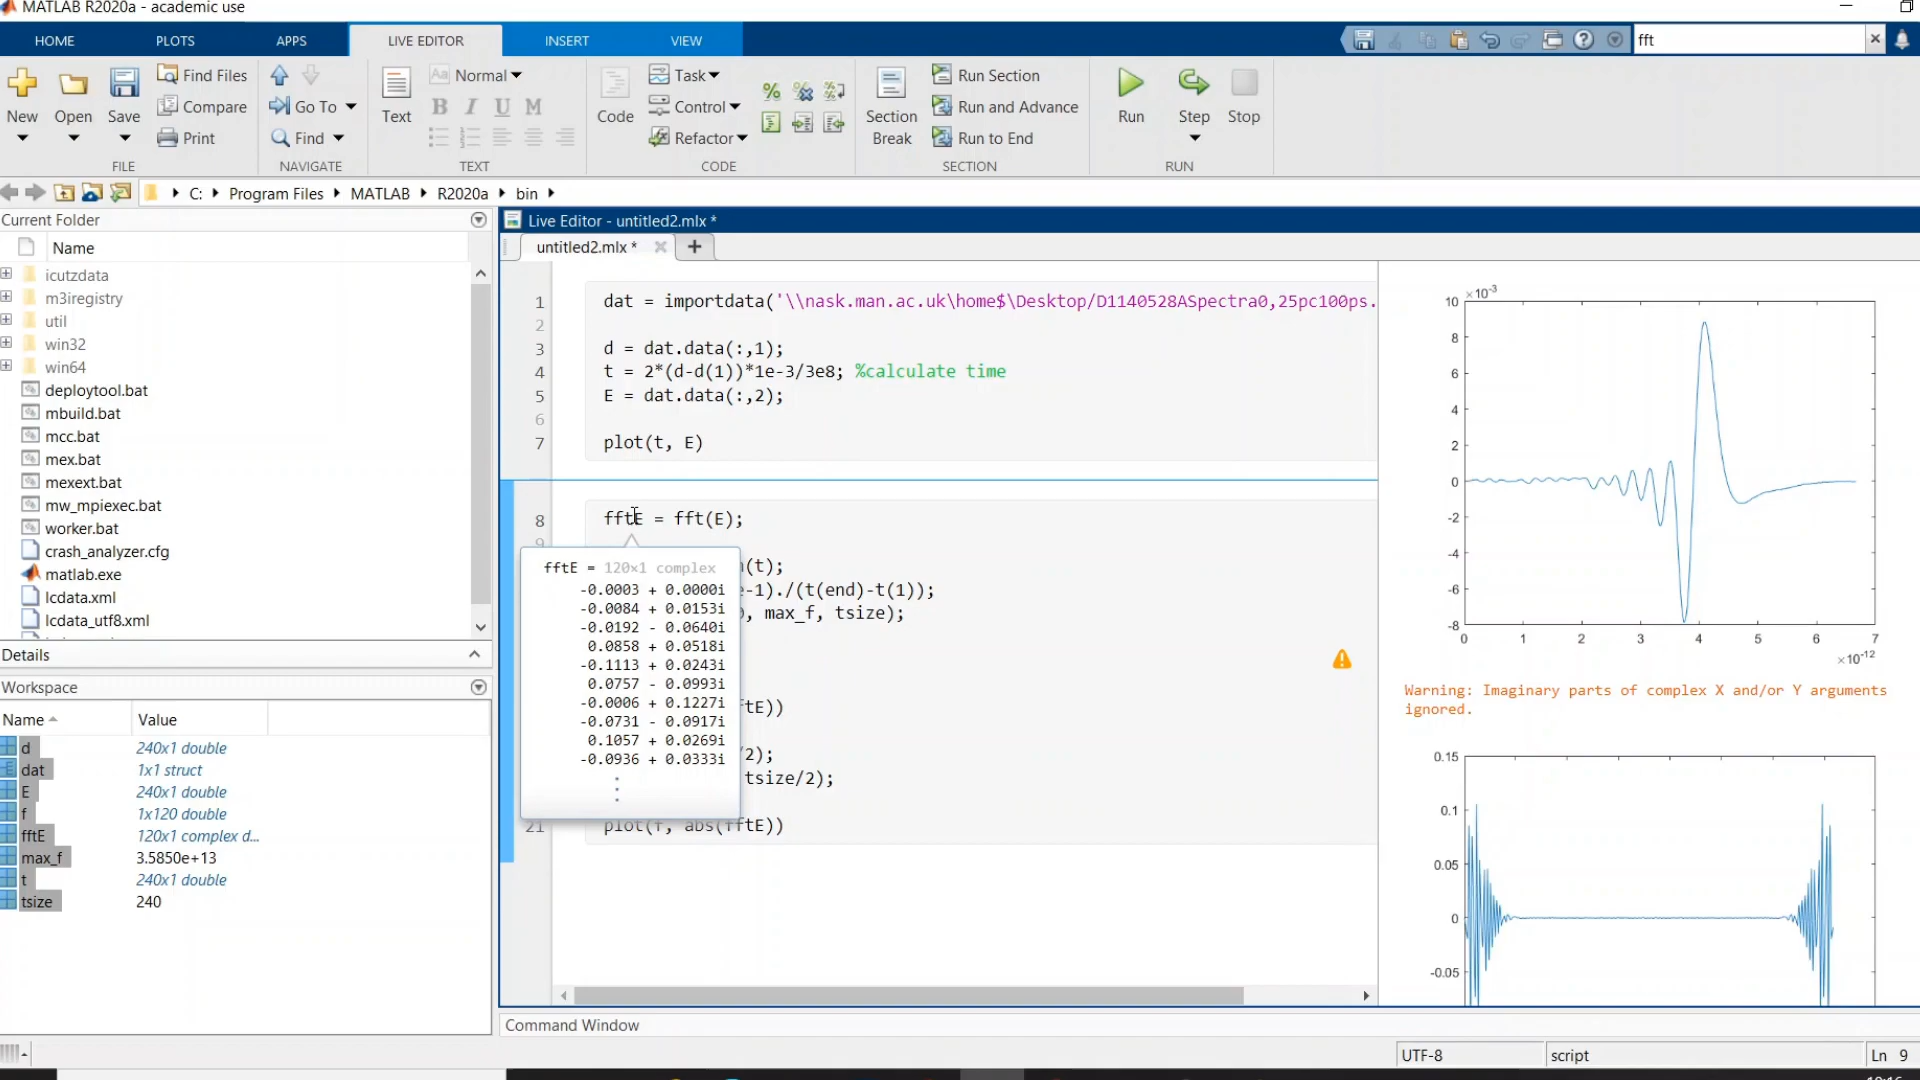 MATLAB R2020a - academic use
HOME PLOTS APPS LIVE EDITOR INSERT VIEW fft
New Open Save Find Files Compare Print
Go To Find
Text Normal B I U M
Code Task Control Refactor
Section Break Run Section Run and Advance Run to End
Run Step Stop
FILE NAVIGATE TEXT CODE SECTION RUN
C: Program Files MATLAB R2020a bin
Current Folder
Name
icutzdata
m3iregistry
util
win32
win64
deploytool.bat
mbuild.bat
mcc.bat
mex.bat
mexext.bat
mw_mpiexec.bat
worker.bat
crash_analyzer.cfg
matlab.exe
lcdata.xml
lcdata_utf8.xml
Details
Workspace
Name Value
d 240x1 double
dat 1x1 struct
E 240x1 double
f 1x120 double
fftE 120x1 complex d...
max_f 3.5850e+13
t 240x1 double
tsize 240
Live Editor - untitled2.mlx *
untitled2.mlx *
1 dat = importdata('\\nask.man.ac.uk\home$\Desktop/D1140528ASpectra0,25pc100ps.
2
3 d = dat.data(:,1);
4 t = 2*(d-d(1))*1e-3/3e8; %calculate time
5 E = dat.data(:,2);
6
7 plot(t, E)
8 fftE = fft(E);
9
(t);
e-1)./(t(end)-t(1));
, max_f, tsize);
tE))
/2);
tsize/2);
21 plot(f, abs(fftE))
fftE = 120×1 complex
-0.0003 + 0.0000i
-0.0084 + 0.0153i
-0.0192 - 0.0640i
0.0858 + 0.0518i
-0.1113 + 0.0243i
0.0757 - 0.0993i
-0.0006 + 0.1227i
-0.0731 - 0.0917i
0.1057 + 0.0269i
-0.0936 + 0.0333i
×10-3
10
8
6
4
2
0
-2
-4
-6
-8
0 1 2 3 4 5 6 7
×10-12
Warning: Imaginary parts of complex X and/or Y arguments
ignored.
0.15
0.1
0.05
0
-0.05
Command Window
UTF-8 script Ln 9